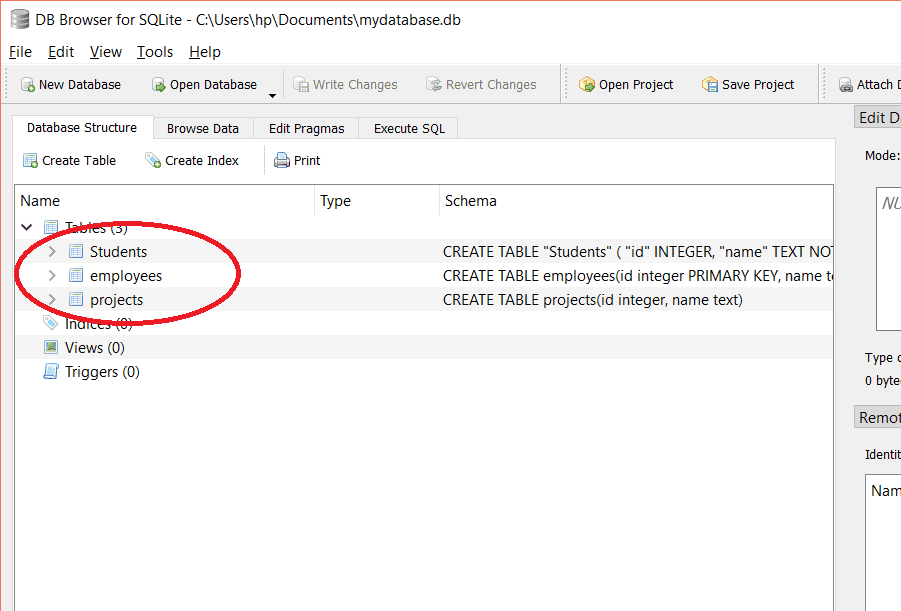 DB Browser for SQLite - C:\Users\hp\Documents\mydatabase.db
File Edit View Tools Help
New Database Open Database Write Changes Revert Changes Open Project Save Project Attach
Database Structure Browse Data Edit Pragmas Execute SQL
Edit
Mode:
Create Table Create Index Print
NU
Name Type Schema
Tables (3)
Students CREATE TABLE "Students" ( "id" INTEGER, "name" TEXT NOT
employees CREATE TABLE employees(id integer PRIMARY KEY, name te
projects CREATE TABLE projects(id integer, name text)
Indices (0)
Views (0)
Triggers (0)
Type
0 byte
Remot
Identit
Nam